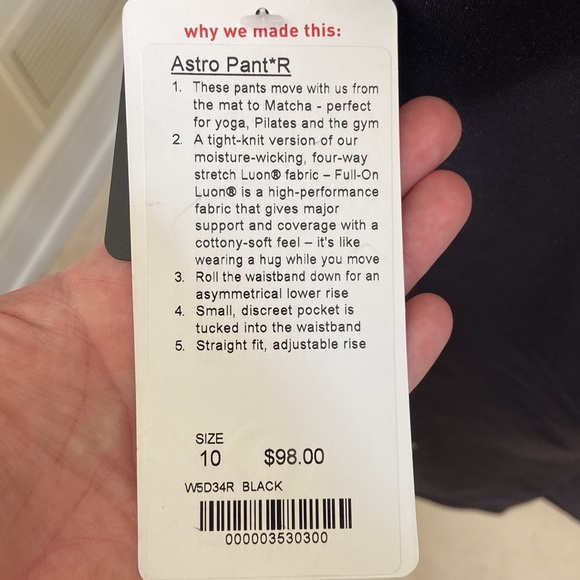 why we made this:
Astro Pant*R
1. These pants move with us from
the mat to Matcha - perfect
for yoga, Pilates and the gym
2. A tight-knit version of our
moisture-wicking, four-way
stretch Luon® fabric – Full-On
Luon® is a high-performance
fabric that gives major
support and coverage with a
cottony-soft feel – it's like
wearing a hug while you move
3. Roll the waistband down for an
asymmetrical lower rise
4. Small, discreet pocket is
tucked into the waistband
5. Straight fit, adjustable rise
SIZE
10 $98.00
W5D34R BLACK
000003530300